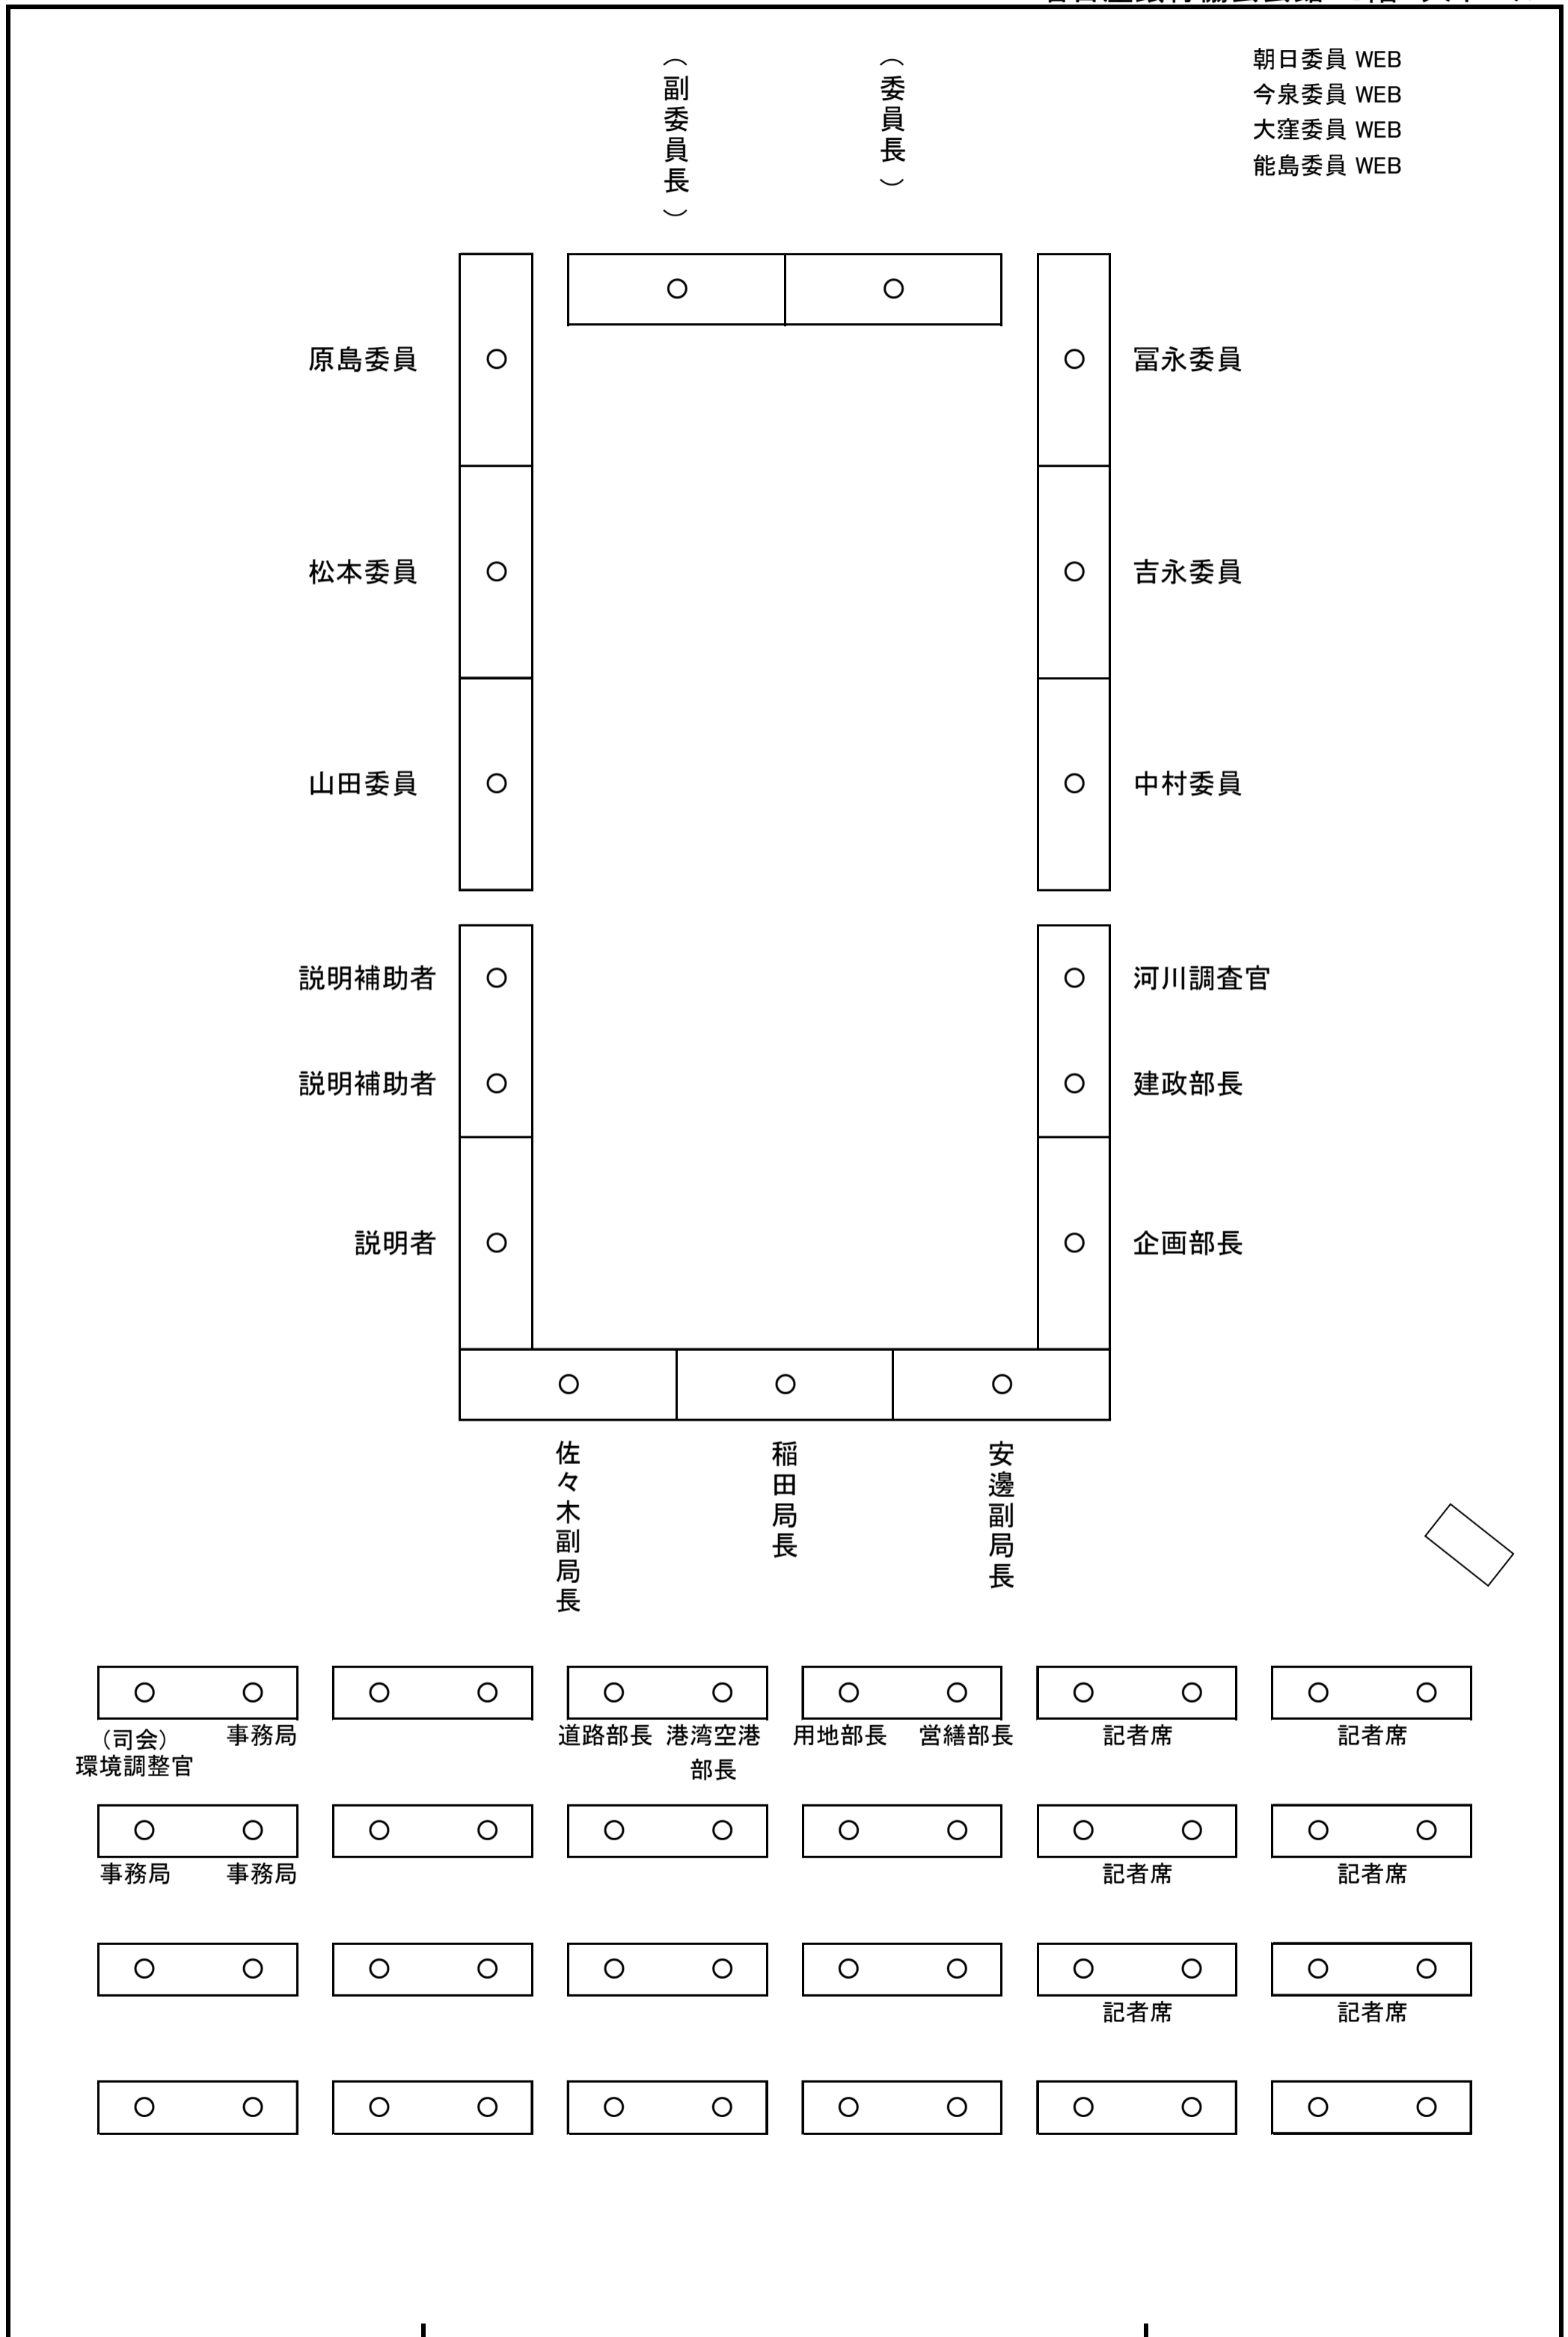 朝日委員 WEB
今泉委員 WEB
大窪委員 WEB
能島委員 WEB
（副委員長）
（委員長）
原島委員
冨永委員
松本委員
吉永委員
山田委員
中村委員
説明補助者
河川調査官
説明補助者
建政部長
説明者
企画部長
佐々木副局長
稲田局長
安邊副局長
（司会）
環境調整官
事務局
道路部長
港湾空港
部長
用地部長
営繕部長
記者席
記者席
事務局
事務局
記者席
記者席
記者席
記者席